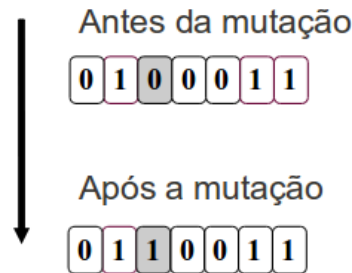 Antes da mutação
0 1 0 0 0 1 1
Após a mutação
0 1 1 0 0 1 1